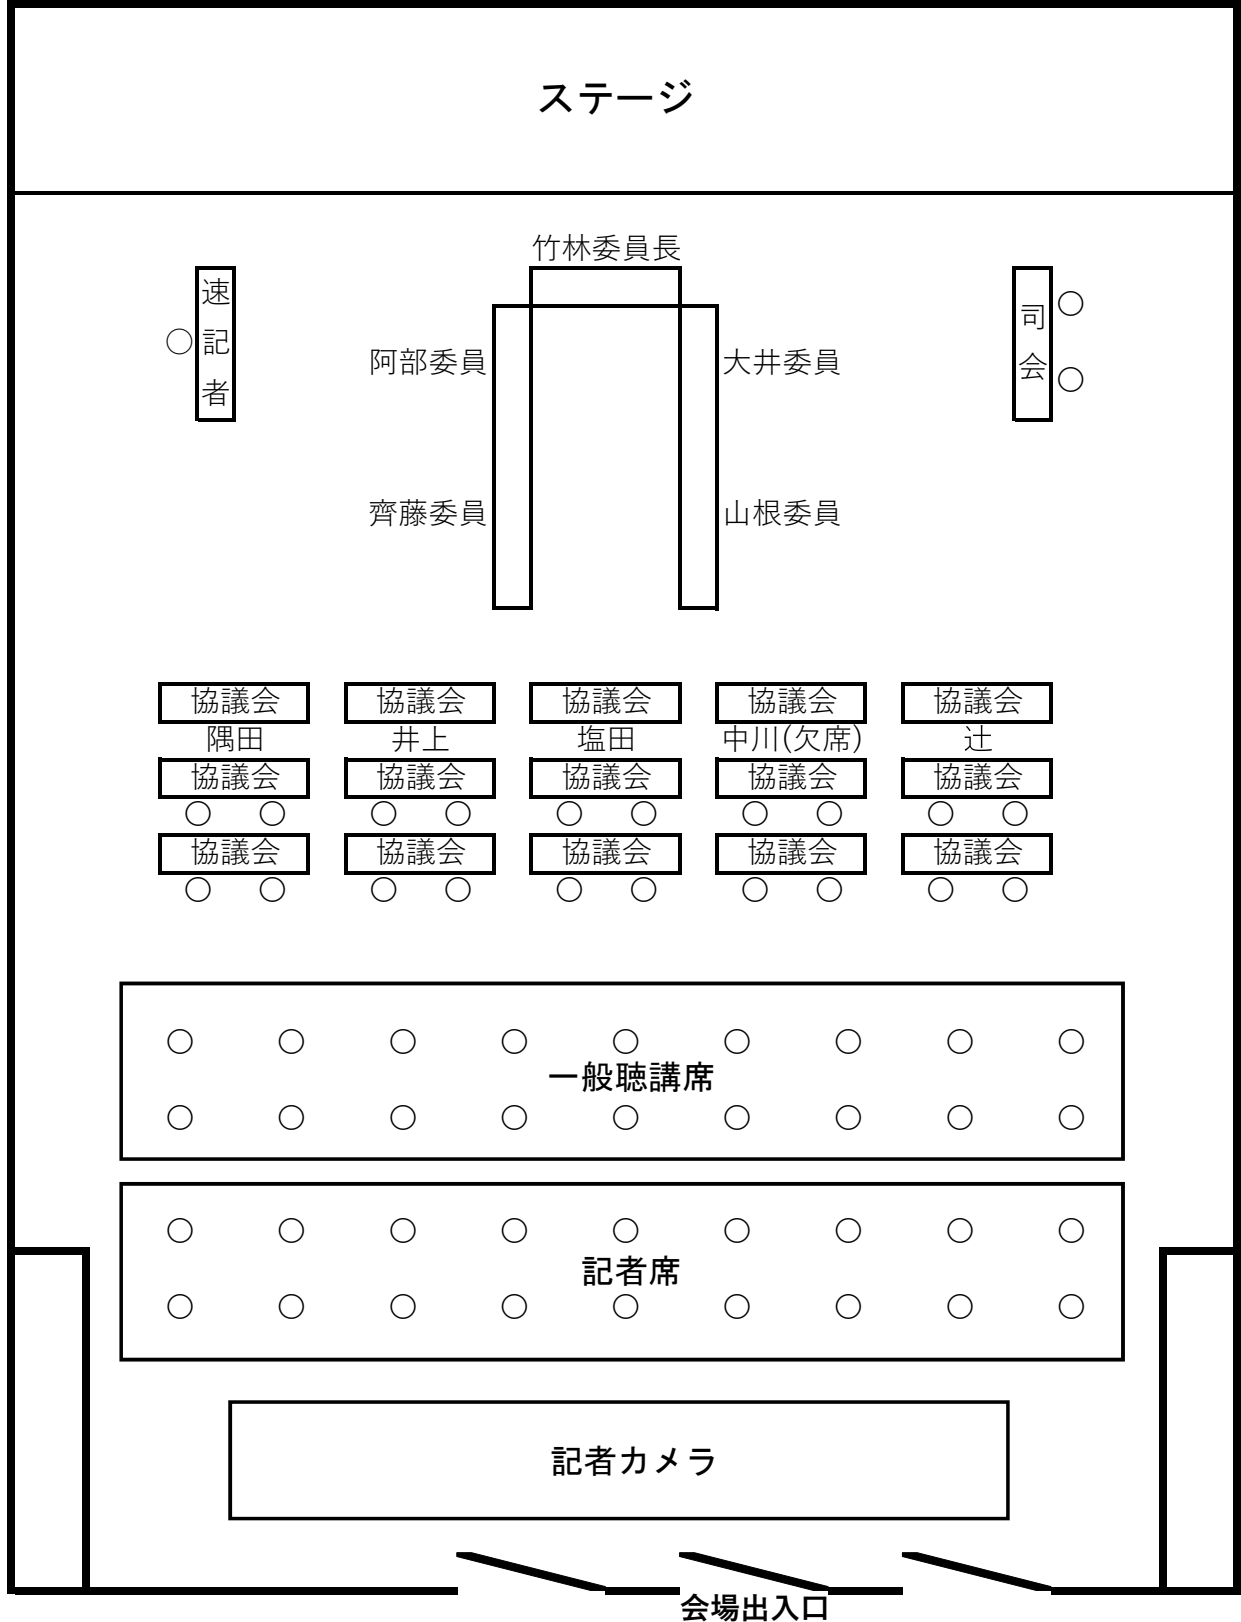 ステージ
竹林委員長
速記者
○
司会
○
○
阿部委員
大井委員
齊藤委員
山根委員
協議会 協議会 協議会 協議会 協議会
隅田 井上 塩田 中川(欠席) 辻
協議会 協議会 協議会 協議会 協議会
○ ○ ○ ○ ○ ○ ○ ○ ○ ○
協議会 協議会 協議会 協議会 協議会
○ ○ ○ ○ ○ ○ ○ ○ ○ ○
○ ○ ○ ○ ○ ○ ○ ○ ○
一般聴講席
○ ○ ○ ○ ○ ○ ○ ○ ○
○ ○ ○ ○ ○ ○ ○ ○ ○
記者席
○ ○ ○ ○ ○ ○ ○ ○ ○
記者カメラ
会場出入口